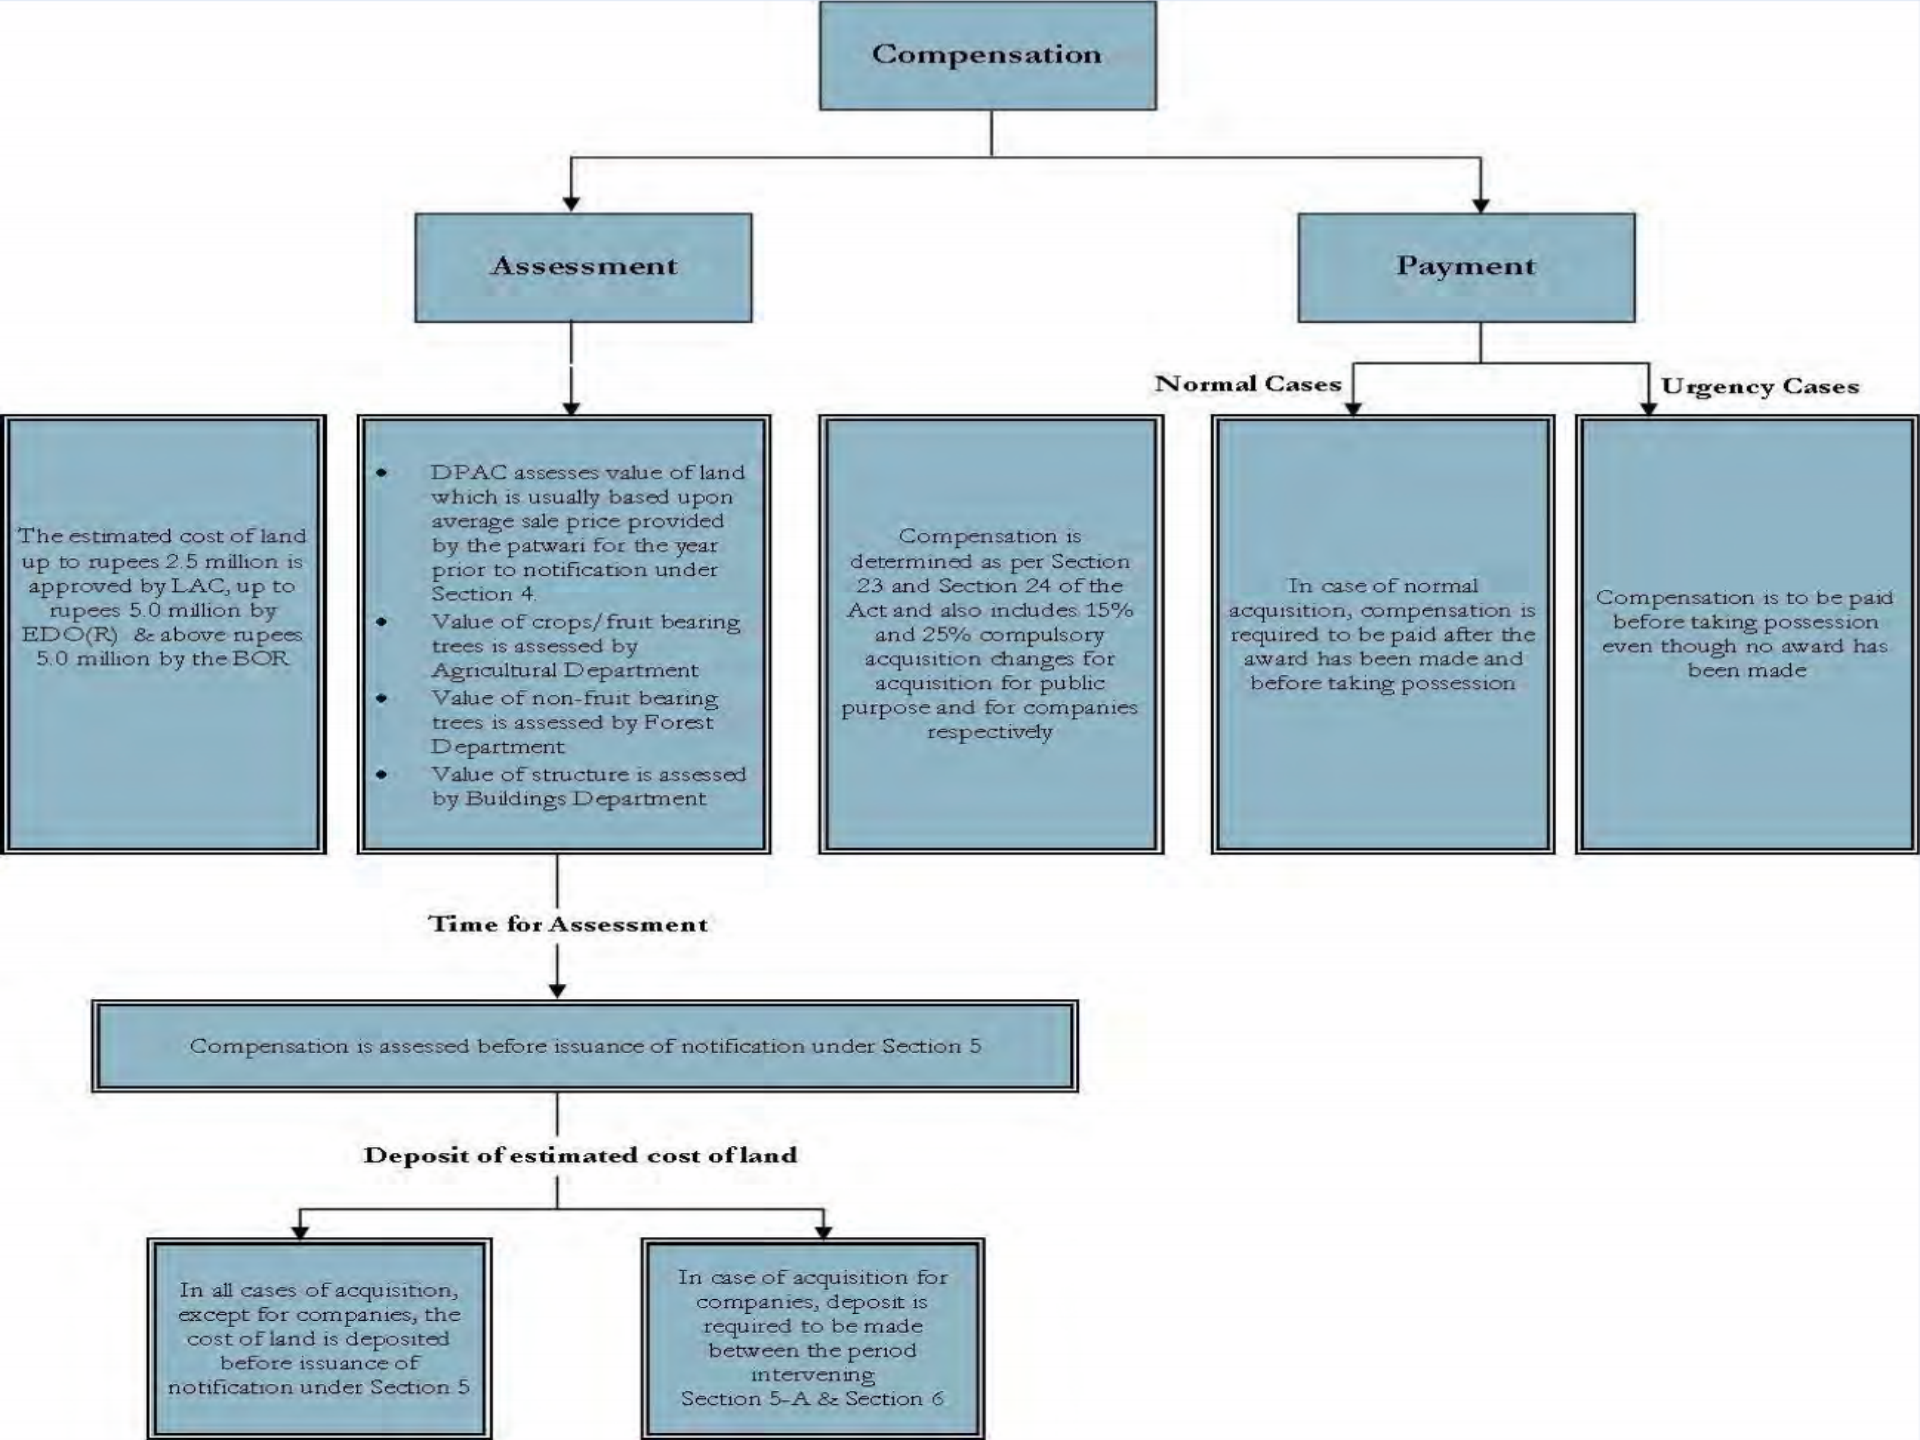 Compensation
Assessment
Payment
Normal Cases
Urgency Cases
The estimated cost of land
up to rupees 2.5 million is
approved by LAC, up to
rupees 5.0 million by
EDO(R) & above rupees
5.0 million by the BOR
• DPAC assesses value of land
which is usually based upon
average sale price provided
by the patwari for the year
prior to notification under
Section 4.
• Value of crops/fruit bearing
trees is assessed by
Agricultural Department
• Value of non-fruit bearing
trees is assessed by Forest
Department
• Value of structure is assessed
by Buildings Department
Compensation is
determined as per Section
23 and Section 24 of the
Act and also includes 15%
and 25% compulsory
acquisition changes for
acquisition for public
purpose and for companies
respectively
In case of normal
acquisition, compensation is
required to be paid after the
award has been made and
before taking possession
Compensation is to be paid
before taking possession
even though no award has
been made
Time for Assessment
Compensation is assessed before issuance of notification under Section 5
Deposit of estimated cost of land
In all cases of acquisition,
except for companies, the
cost of land is deposited
before issuance of
notification under Section 5
In case of acquisition for
companies, deposit is
required to be made
between the period
intervening
Section 5-A & Section 6